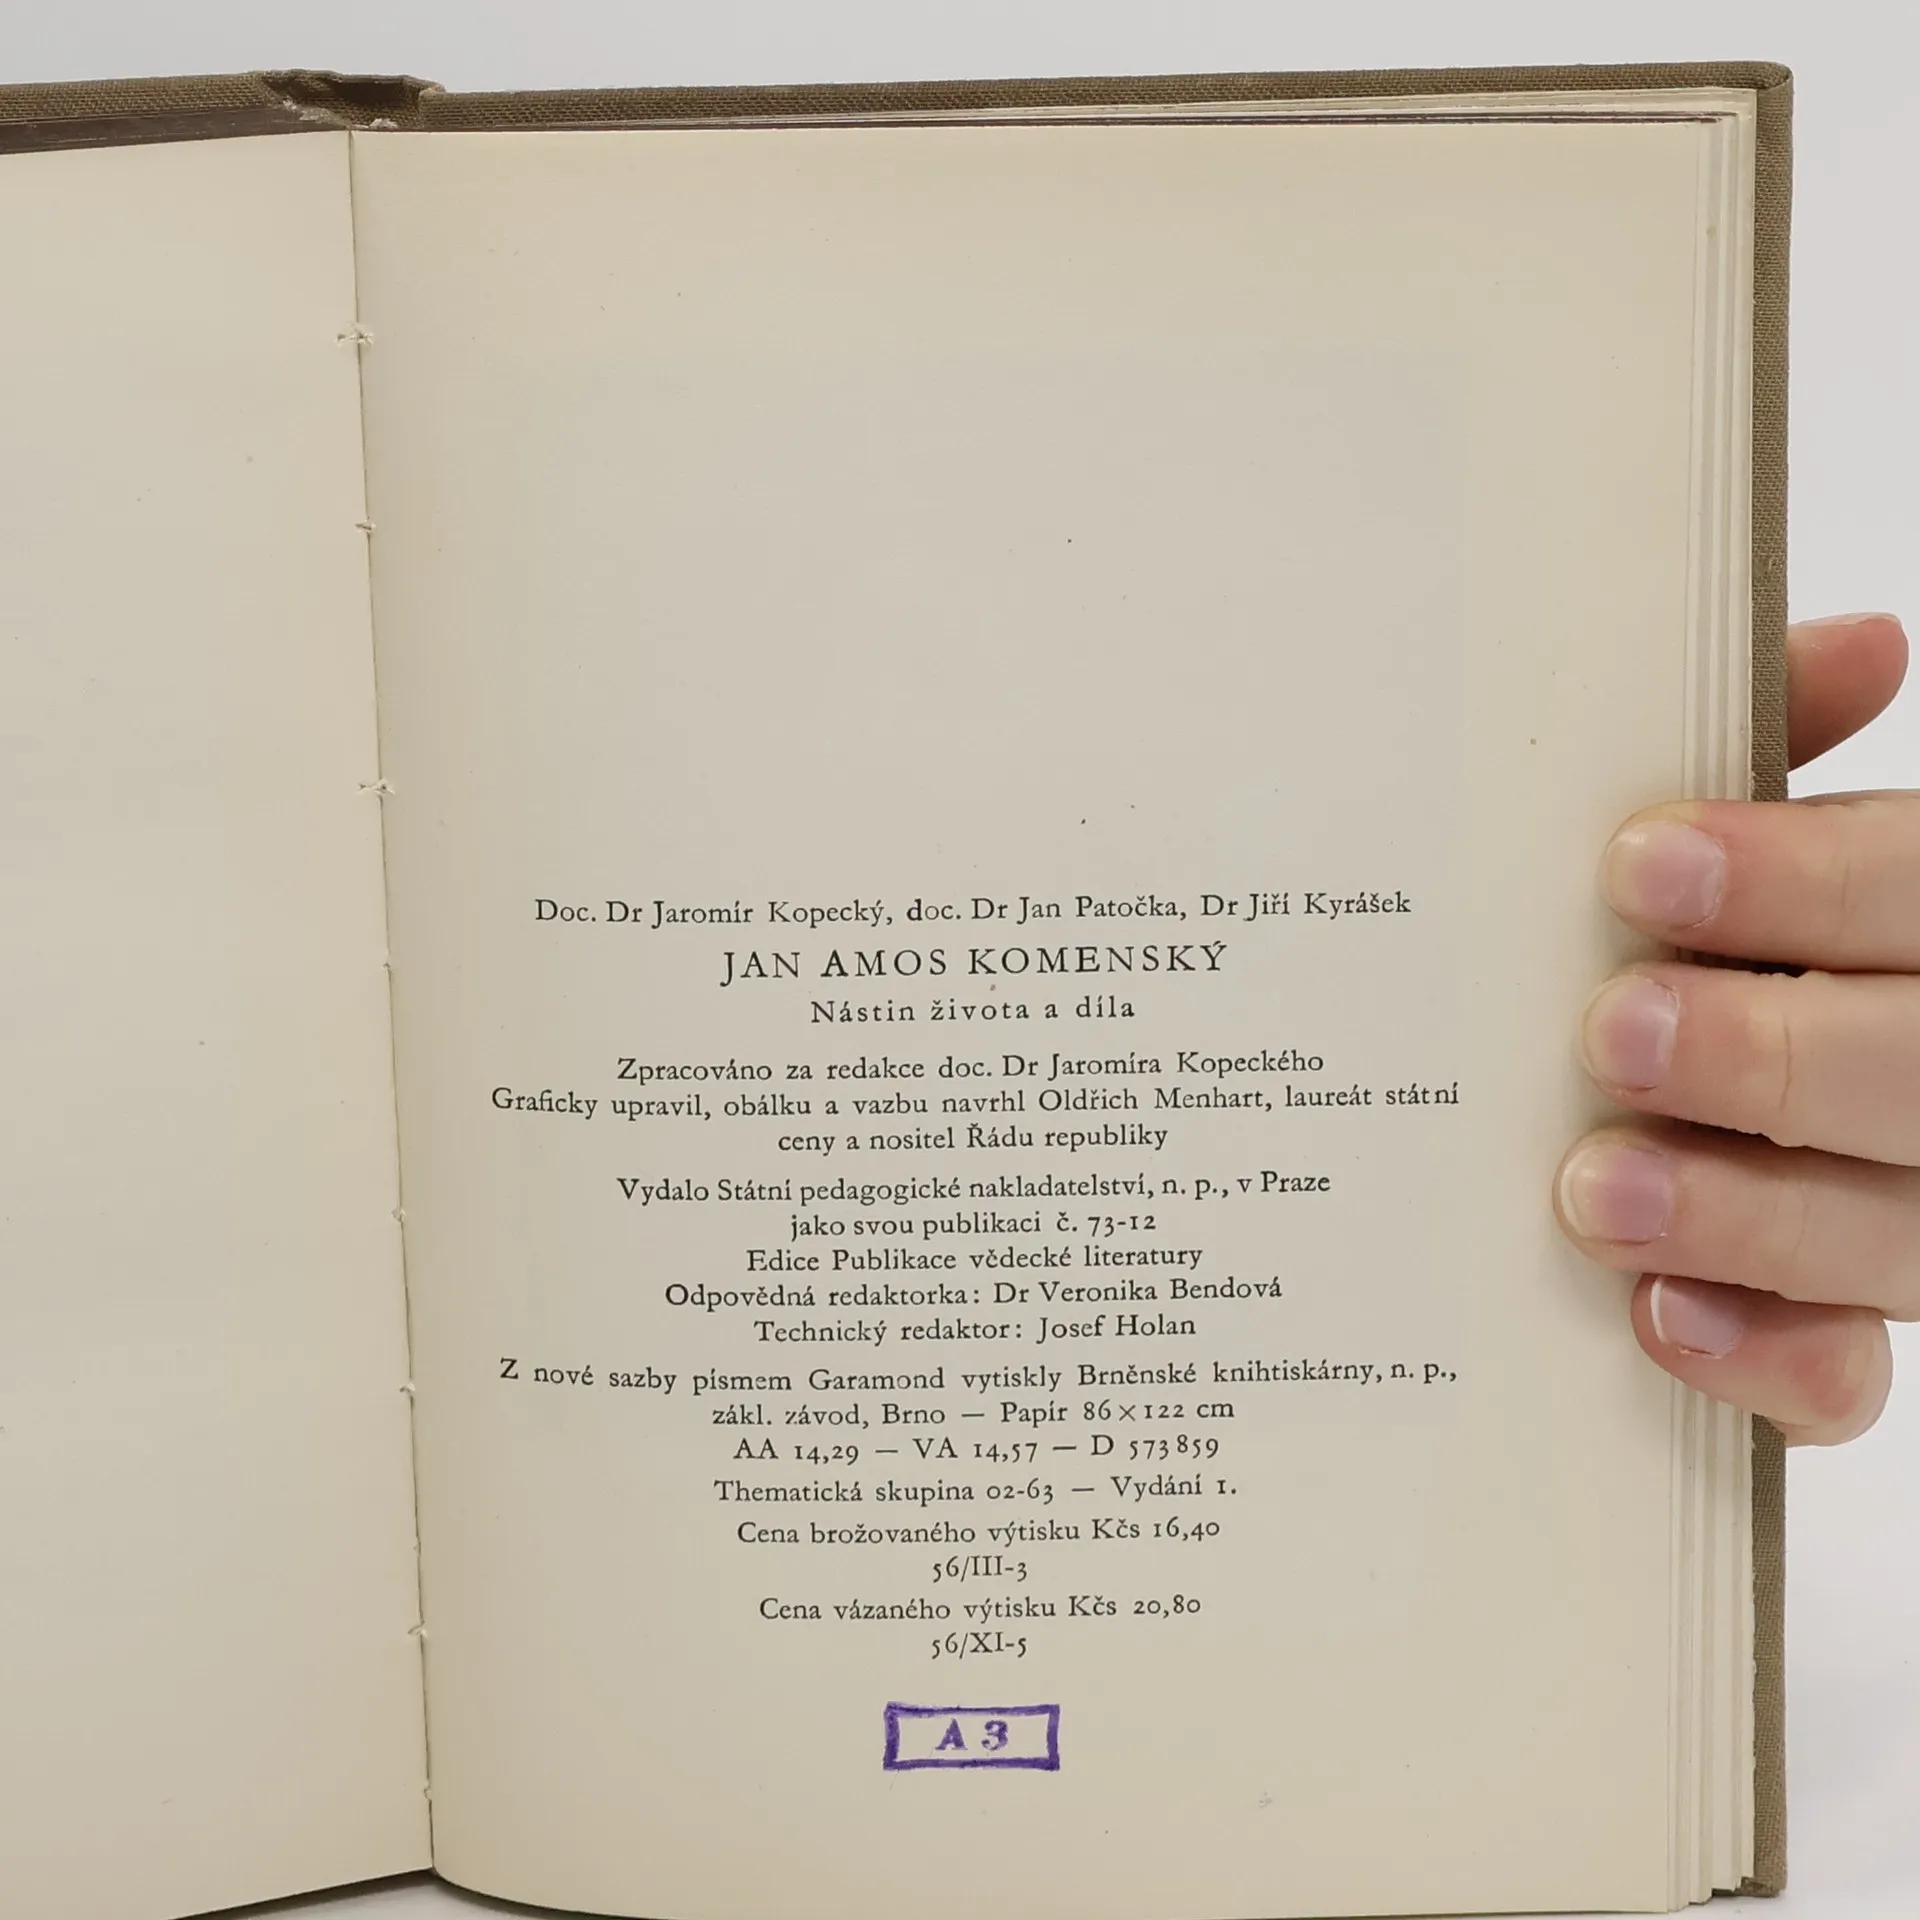 Doc. Dr Jaromír Kopecký, doc. Dr Jan Patočka, Dr Jiří Kyrášek
JAN AMOS KOMENSKÝ
Nástin života a díla
Zpracováno za redakce doc. Dr Jaromíra Kopeckého
Graficky upravil, obálku a vazbu navrhl Oldřich Menhart, laureát státní
ceny a nositel Řádu republiky
Vydalo Státní pedagogické nakladatelství, n. p., v Praze
jako svou publikaci č. 73-12
Edice Publikace vědecké literatury
Odpovědná redaktorka: Dr Veronika Bendová
Technický redaktor: Josef Holan
Z nové sazby písmem Garamond vytiskly Brněnské knihtiskárny, n. p.,
zákl. závod, Brno — Papír 86×122 cm
AA 14,29 — VA 14,57 — D 573859
Thematická skupina 02-63 — Vydání 1.
Cena brožovaného výtisku Kčs 16,40
56/III-3
Cena vázaného výtisku Kčs 20,80
56/XI-5
A 3